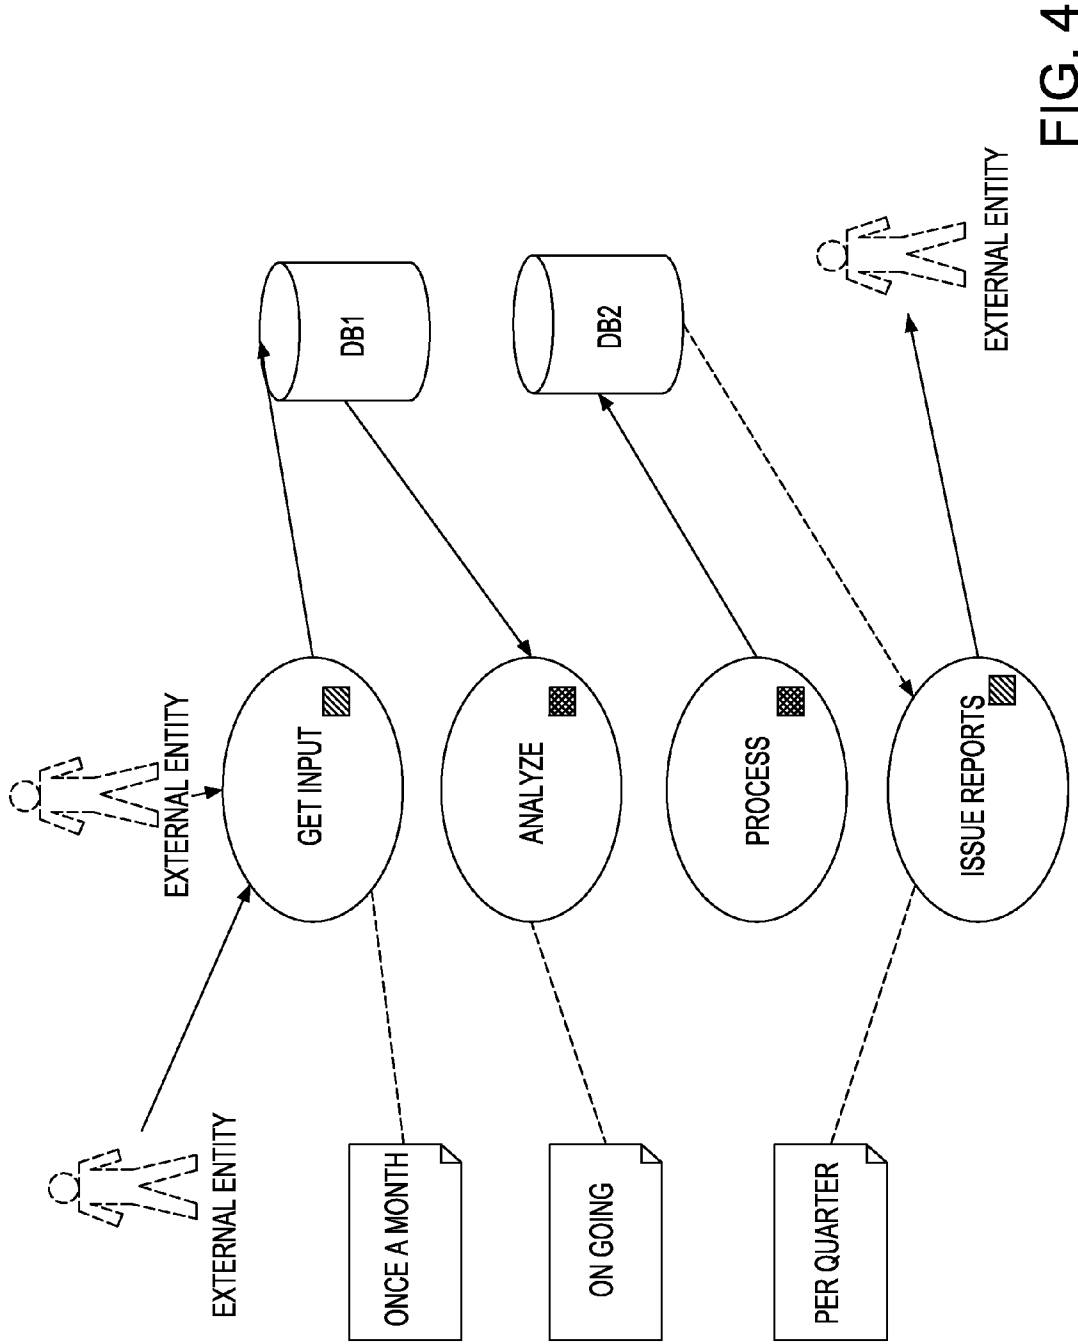 EXTERNAL ENTITY
EXTERNAL ENTITY
GET INPUT
DB1
ONCE A MONTH
ANALYZE
ON GOING
DB2
PROCESS
PER QUARTER
ISSUE REPORTS
EXTERNAL ENTITY
FIG. 4